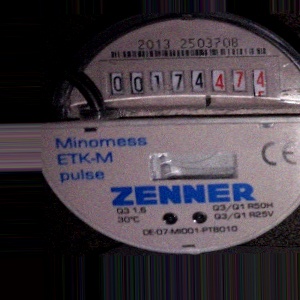 2013 2503708
00174474
Minomess
ETK-M
pulse
CE
ZENNER
Q3 1,6
30°C
Q3/Q1 R50H
Q3/Q1 R25V
DE-07-MI001-PTB010